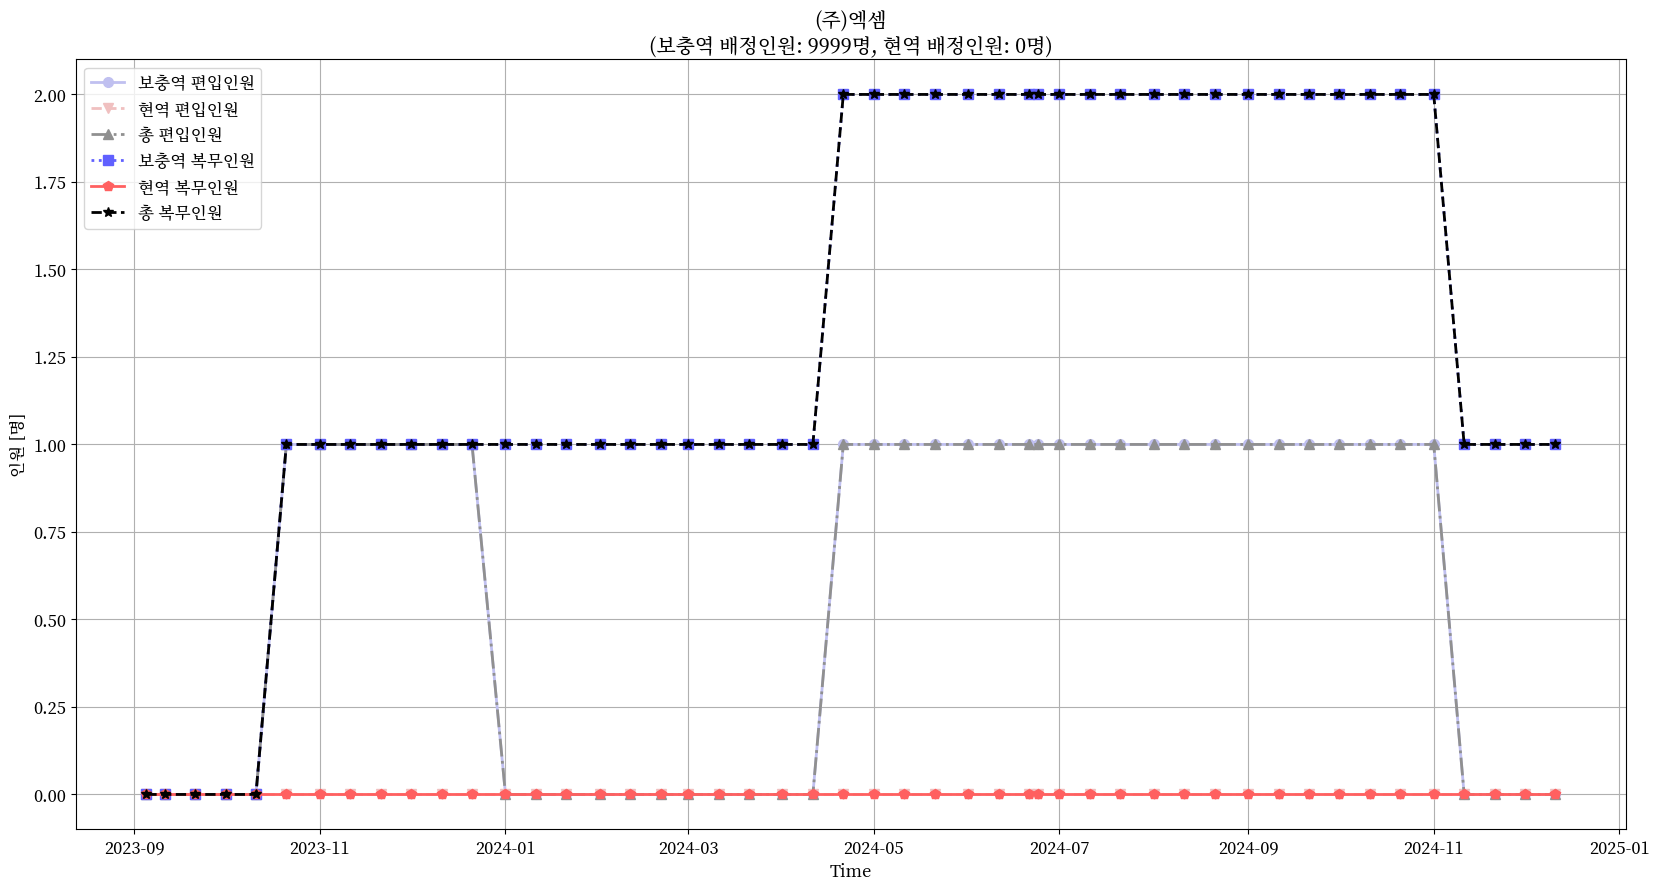 (주)엑셈
(보충역 배정인원: 9999명, 현역 배정인원: 0명)
보충역 편입인원
현역 편입인원
총 편입인원
보충역 복무인원
현역 복무인원
총 복무인원
인원 [명]
2.00
1.75
1.50
1.25
1.00
0.75
0.50
0.25
0.00
2023-09
2023-11
2024-01
2024-03
2024-05
2024-07
2024-09
2024-11
2025-01
Time